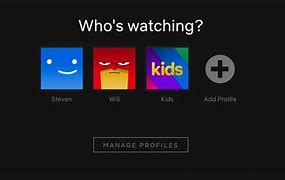 Who's watching?
kids
Steven Will Kids Add Profile
MANAGE PROFILES